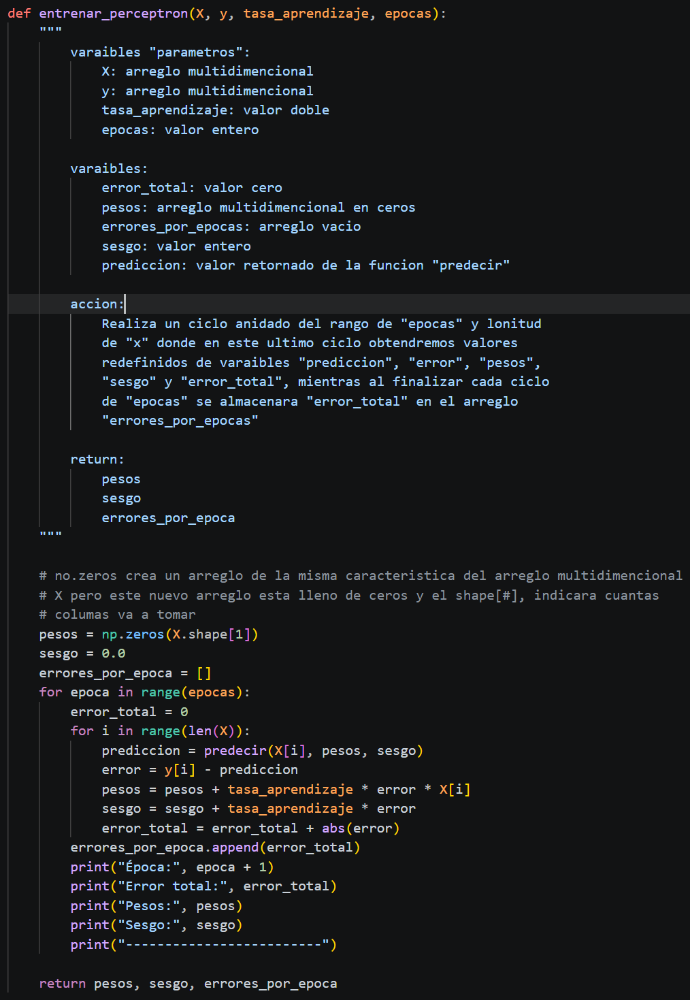 def entrenar_perceptron(X, y, tasa_aprendizaje, epocas):
"""
varaibles "parametros":
X: arreglo multidimencional
y: arreglo multidimencional
tasa_aprendizaje: valor doble
epocas: valor entero
varaibles:
error_total: valor cero
pesos: arreglo multidimencional en ceros
errores_por_epocas: arreglo vacio
sesgo: valor entero
prediccion: valor retornado de la funcion "predecir"
accion:
Realiza un ciclo anidado del rango de "epocas" y lonitud
de "x" donde en este ultimo ciclo obtendremos valores
redefinidos de varaibles "prediccion", "error", "pesos",
"sesgo" y "error_total", mientras al finalizar cada ciclo
de "epocas" se almacenara "error_total" en el arreglo
"errores_por_epocas"
return:
pesos
sesgo
errores_por_epoca
"""
# no.zeros crea un arreglo de la misma caracteristica del arreglo multidimencional
# X pero este nuevo arreglo esta lleno de ceros y el shape[#], indicara cuantas
# columas va a tomar
pesos = np.zeros(X.shape[1])
sesgo = 0.0
errores_por_epoca = []
for epoca in range(epocas):
error_total = 0
for i in range(len(X)):
prediccion = predecir(X[i], pesos, sesgo)
error = y[i] - prediccion
pesos = pesos + tasa_aprendizaje * error * X[i]
sesgo = sesgo + tasa_aprendizaje * error
error_total = error_total + abs(error)
errores_por_epoca.append(error_total)
print("Época:", epoca + 1)
print("Error total:", error_total)
print("Pesos:", pesos)
print("Sesgo:", sesgo)
print("-------------------------")
return pesos, sesgo, errores_por_epoca